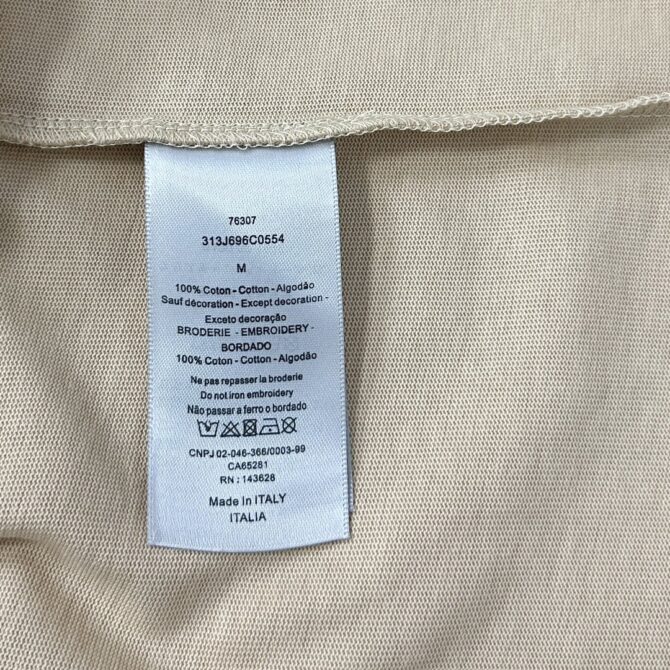 76307
313J696C0554
M
100% Coton - Cotton - Algodão
Sauf décoration - Except decoration -
Exceto decoração
BRODERIE - EMBROIDERY -
BORDADO
100% Coton - Cotton - Algodão
Ne pas repasser la broderie
Do not iron embroidery
Não passar a ferro o bordado
CNPJ 02-046-366/0003-99
CA65281
RN : 143628
Made in ITALY
ITALIA